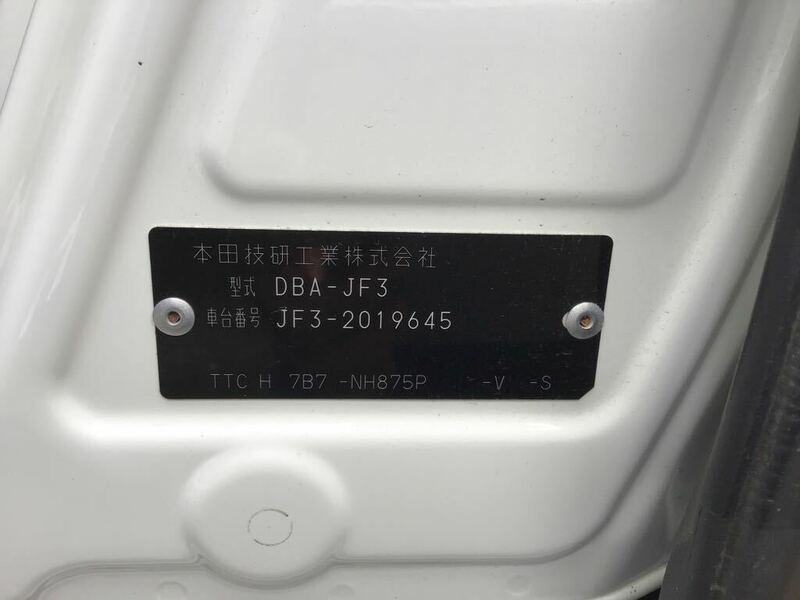 本田技研工業株式会社
型式 DBA-JF3
車台番号 JF3-2019645
TTC H 7B7 -NH875P -V -S